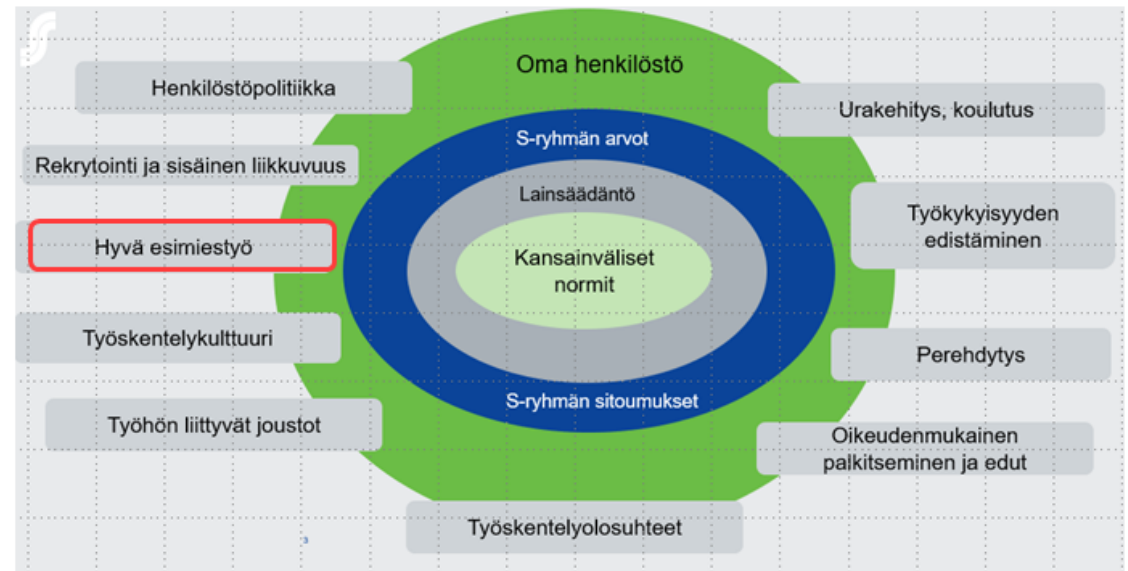 Oma henkilöstö
Henkilöstöpolitiikka
Urakehitys, koulutus
S-ryhmän arvot
Rekrytointi ja sisäinen liikkuvuus
Lainsäädäntö
Työkykyisyyden
edistäminen
Hyvä esimiestyö
Kansainväliset
normit
Työskentelykulttuuri
Perehdytys
S-ryhmän sitoumukset
Työhön liittyvät joustot
Oikeudenmukainen
palkitseminen ja edut
Työskentelyolosuhteet
3